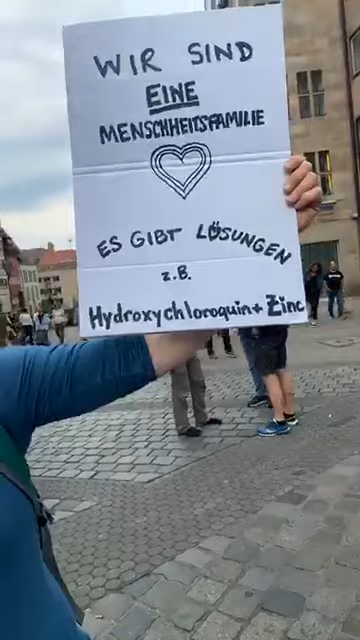 WIR SIND
EINE
MENSCHHEITSFAMILIE
ES GIBT LÖSUNGEN
z.B.
Hydroxychloroquin + Zinc